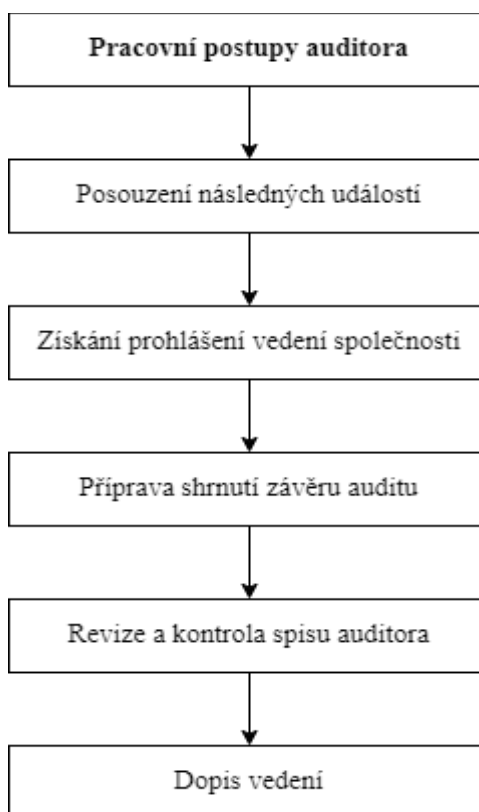 Pracovní postupy auditora
Posouzení následných událostí
Získání prohlášení vedení společnosti
Příprava shrnutí závěru auditu
Revize a kontrola spisu auditora
Dopis vedení